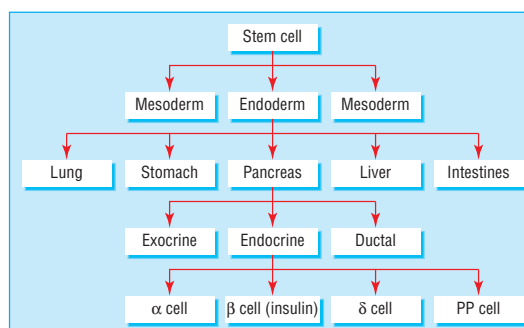 Stem cell
Mesoderm Endoderm Mesoderm
Lung Stomach Pancreas Liver Intestines
Exocrine Endocrine Ductal
α cell β cell (insulin) δ cell PP cell